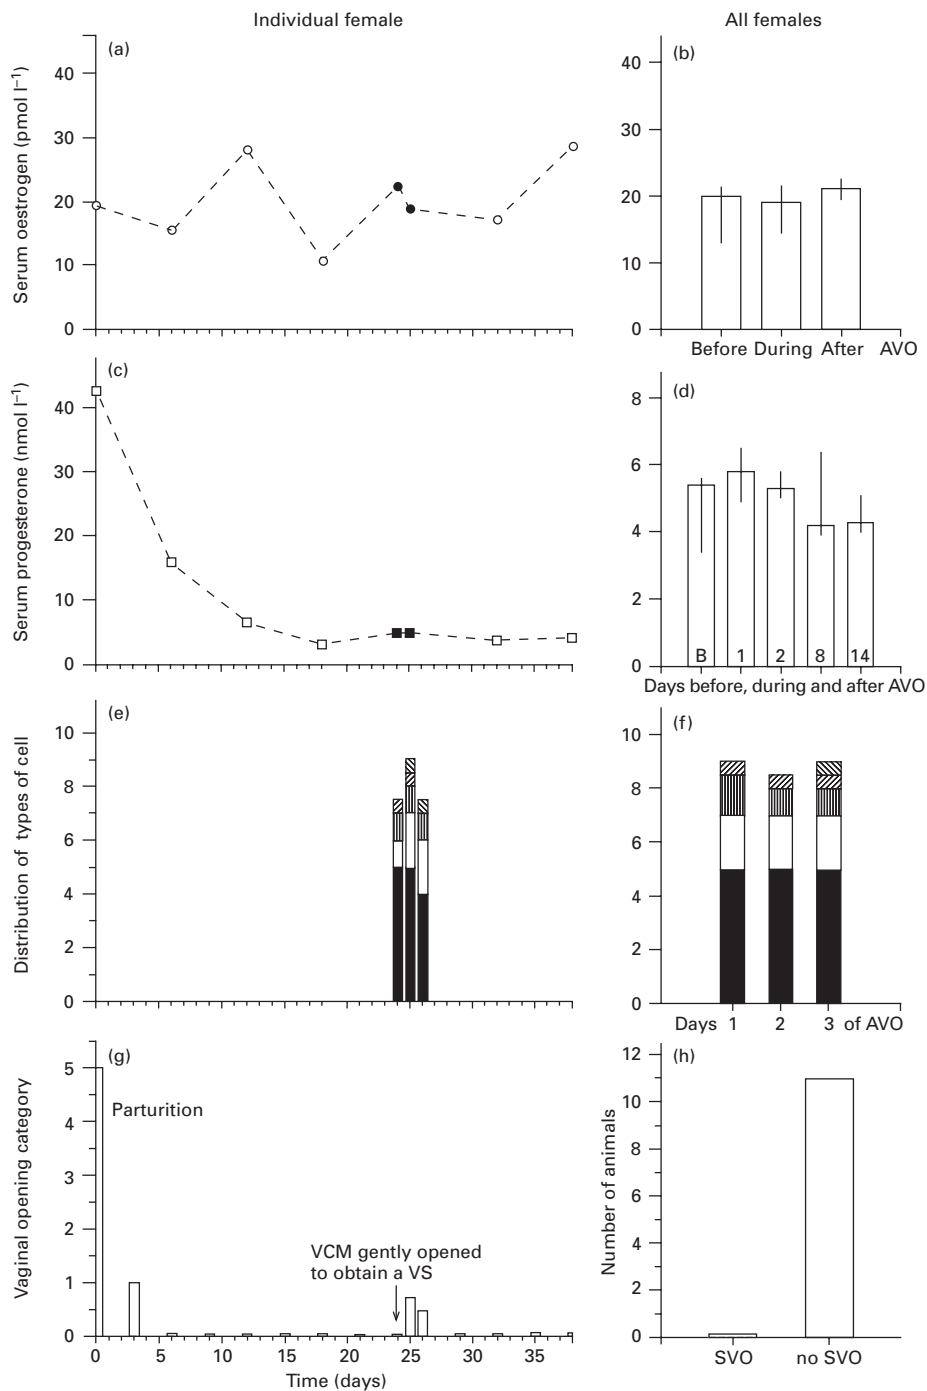 Individual female
All females
(a)
Serum oestrogen (pmol l⁻¹)
40
30
20
10
0
(b)
40
30
20
10
0
Before During After AVO
(c)
Serum progesterone (nmol l⁻¹)
40
30
20
10
0
(d)
8
6
4
2
0
B 1 2 8 14
Days before, during and after AVO
(e)
Distribution of types of cell
10
8
6
4
2
0
(f)
10
8
6
4
2
0
Days 1 2 3 of AVO
(g)
Vaginal opening category
5
4
3
2
1
0
Parturition
VCM gently opened
to obtain a VS
0 5 10 15 20 25 30 35
Time (days)
(h)
Number of animals
12
10
8
6
4
2
0
SVO no SVO